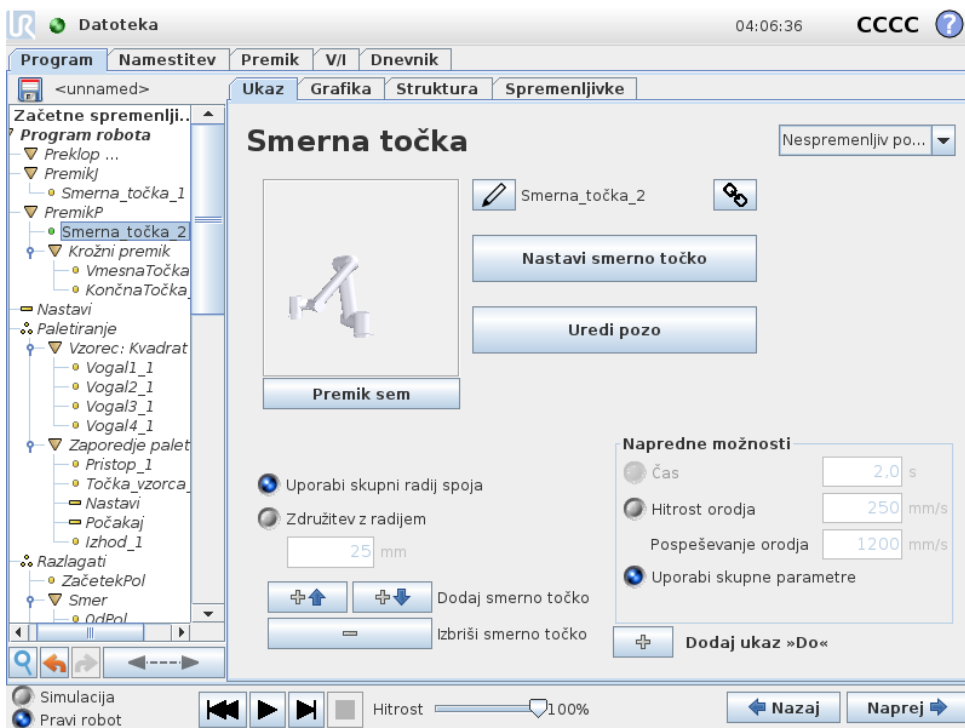 UR Datoteka 04:06:36 CCCC ?
Program Namestitev Premik V/I Dnevnik
<unnamed>
Ukaz Grafika Struktura Spremenljivke
Začetne spremenlji..
Program robota
Preklop ...
PremikJ
Smerna_točka_1
PremikP
Smerna_točka_2
Krožni premik
VmesnaTočka
KončnaTočka_
Nastavi
Paletiranje
Vzorec: Kvadrat
Vogal1_1
Vogal2_1
Vogal3_1
Vogal4_1
Zaporedje palet
Pristop_1
Točka_vzorca_
Nastavi
Počakaj
Izhod_1
Razlagati
ZačetekPol
Smer
OdPol
Smerna točka
Nespremenljiv po...
Smerna_točka_2
Nastavi smerno točko
Uredi pozo
Premik sem
Uporabi skupni radij spoja
Združitev z radijem
25 mm
Dodaj smerno točko
Izbriši smerno točko
Napredne možnosti
Čas 2,0 s
Hitrost orodja 250 mm/s
Pospeševanje orodja 1200 mm/s
Uporabi skupne parametre
Dodaj ukaz »Do«
Simulacija
Pravi robot
Hitrost 100%
Nazaj Naprej